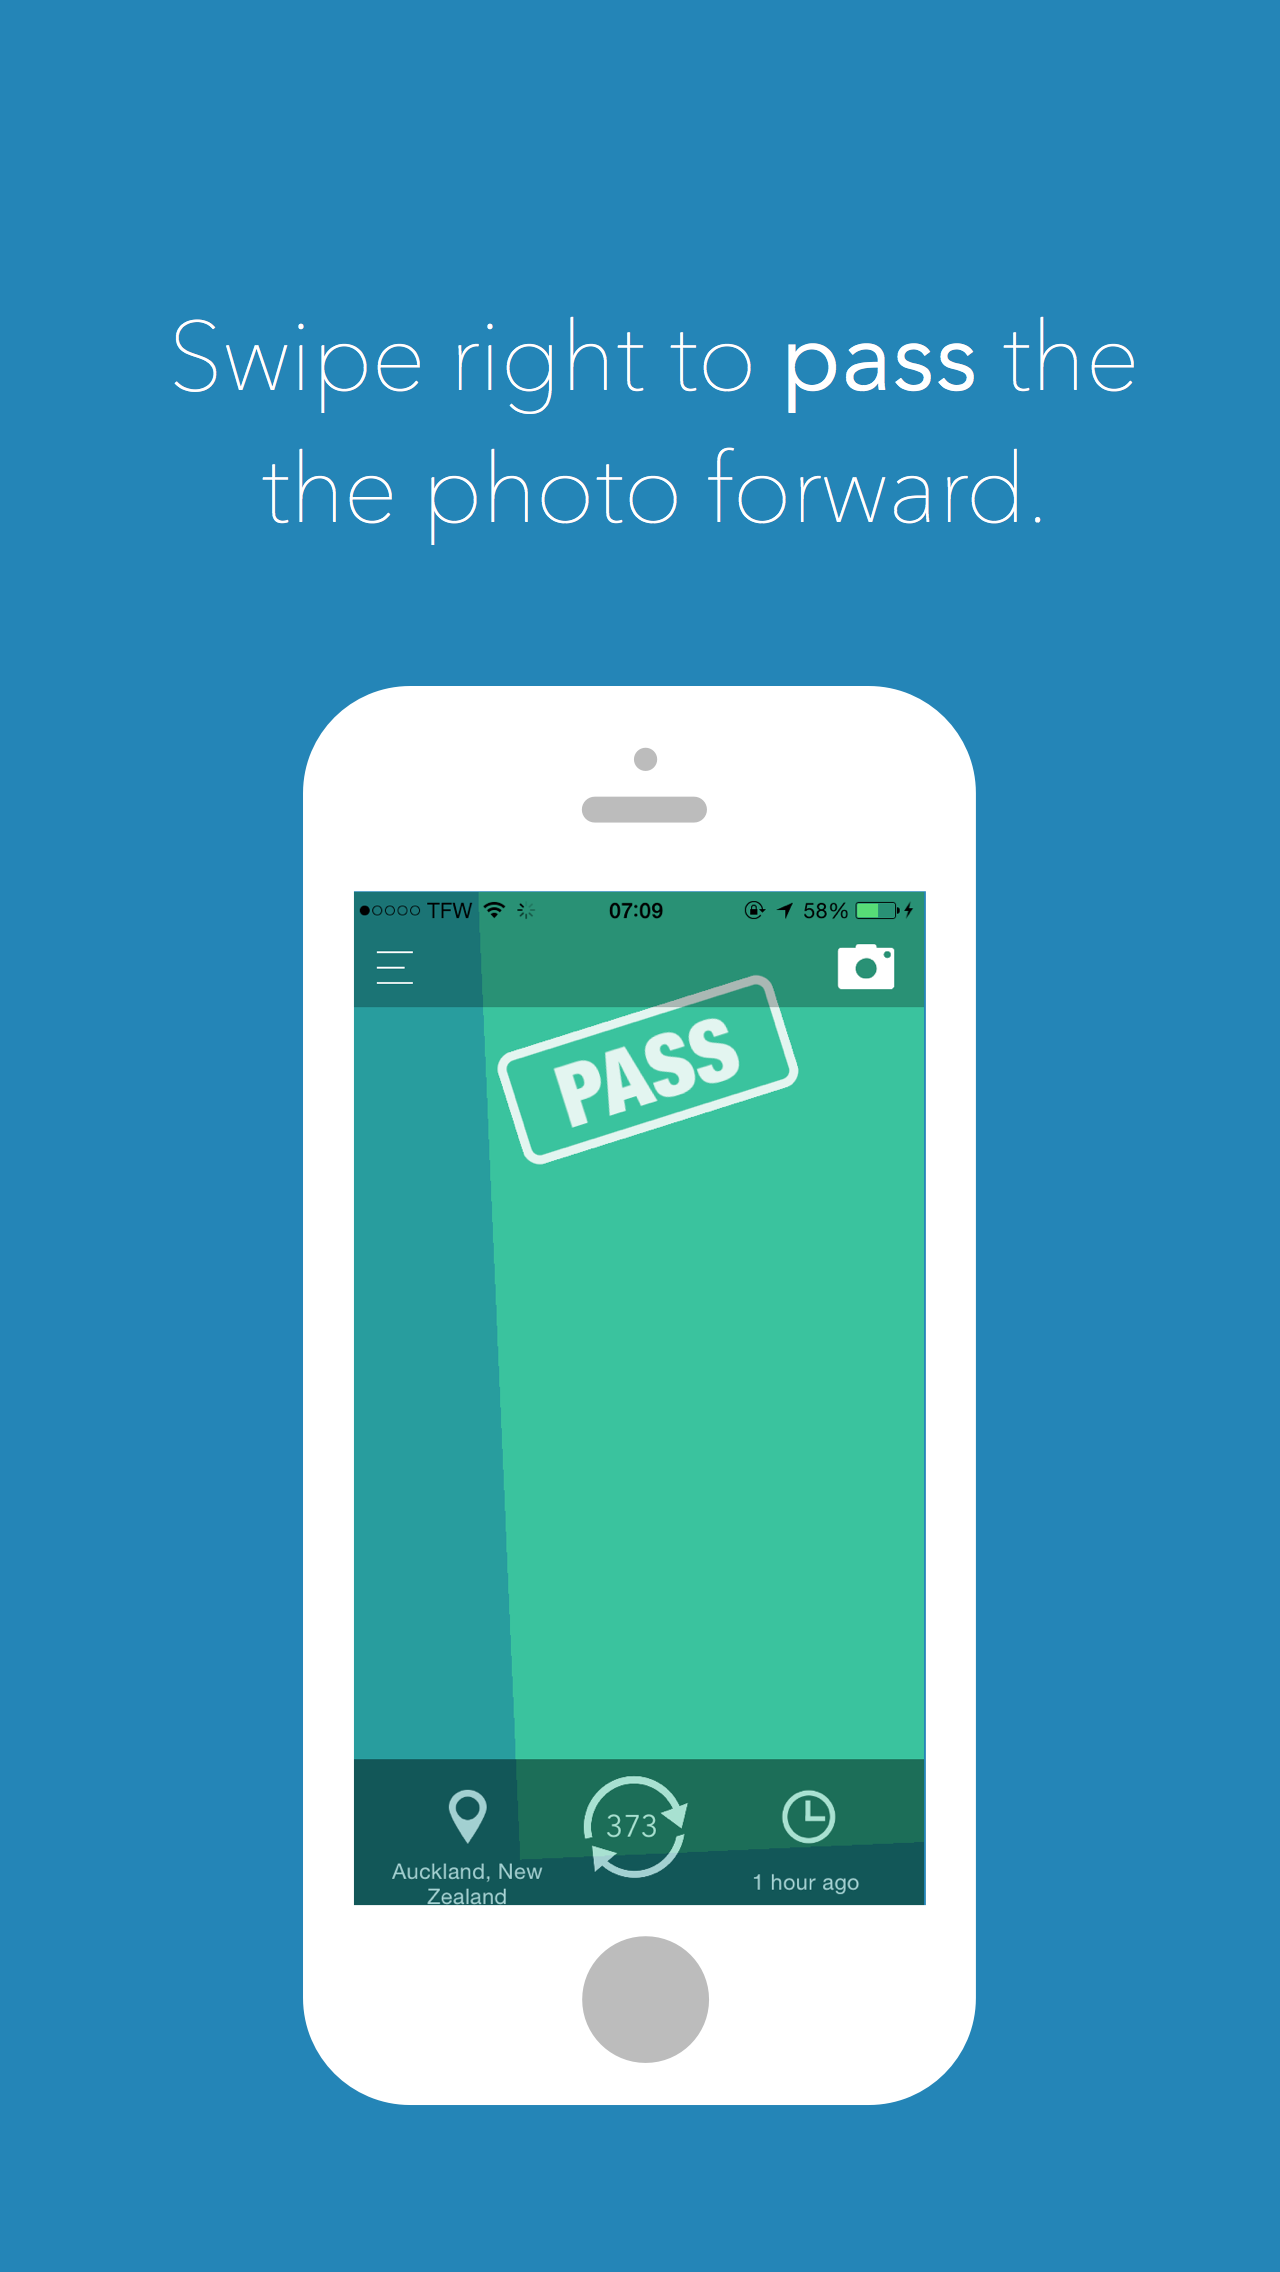 Swipe right to pass the
the photo forward.
TFW 07:09 58%
PASS
373
Auckland, New
Zealand
1 hour ago